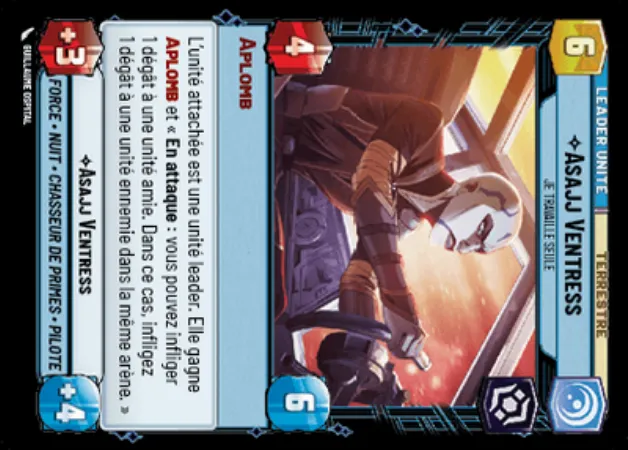 6
LEADER UNITÉ
TERRESTRE
ASAJJ VENTRESS
JE TRAVAILLE SEULE
4
6
APLOMB
L'unité attachée est une unité leader. Elle gagne
APLOMB et « En attaque : vous pouvez infliger
1 dégât à une unité amie. Dans ce cas, infligez
1 dégât à une unité ennemie dans la même arène. »
+3
ASAJJ VENTRESS
+4
FORCE • NUIT • CHASSEUR DE PRIMES • PILOTE
GUILLAUME OSPITAL